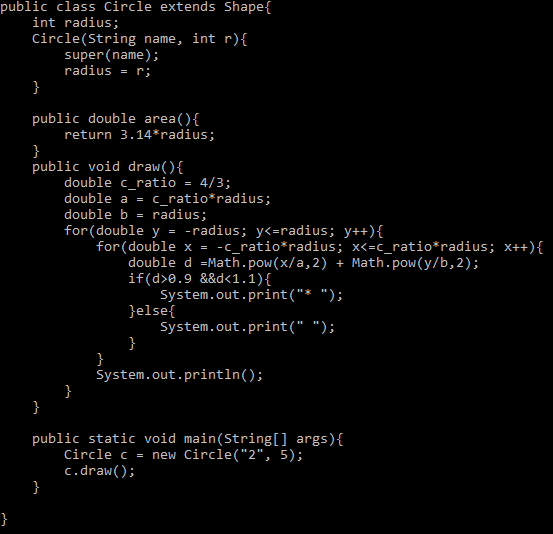 public class Circle extends Shape{
    int radius;
    Circle(String name, int r){
        super(name);
        radius = r;
    }

    public double area(){
        return 3.14*radius;
    }
    public void draw(){
        double c_ratio = 4/3;
        double a = c_ratio*radius;
        double b = radius;
        for(double y = -radius; y<=radius; y++){
            for(double x = -c_ratio*radius; x<=c_ratio*radius; x++){
                double d =Math.pow(x/a,2) + Math.pow(y/b,2);
                if(d>0.9 &&d<1.1){
                    System.out.print("* ");
                }else{
                    System.out.print(" ");
                }
            }
            System.out.println();
        }
    }

    public static void main(String[] args){
        Circle c = new Circle("2", 5);
        c.draw();
    }

}